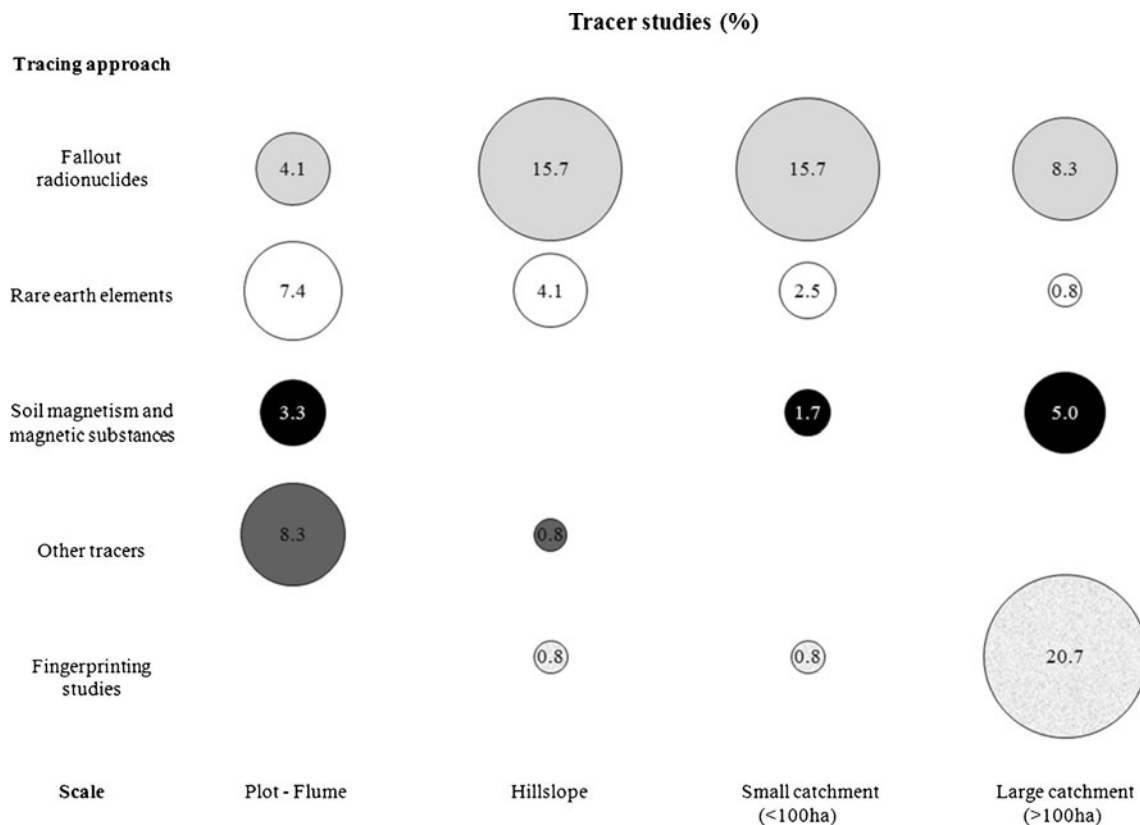 Tracer studies (%)
Tracing approach
Fallout
radionuclides
4.1
15.7
15.7
8.3
Rare earth elements
7.4
4.1
2.5
0.8
Soil magnetism and
magnetic substances
3.3
1.7
5.0
Other tracers
8.3
0.8
Fingerprinting
studies
0.8
0.8
20.7
Scale
Plot - Flume
Hillslope
Small catchment
(<100ha)
Large catchment
(>100ha)